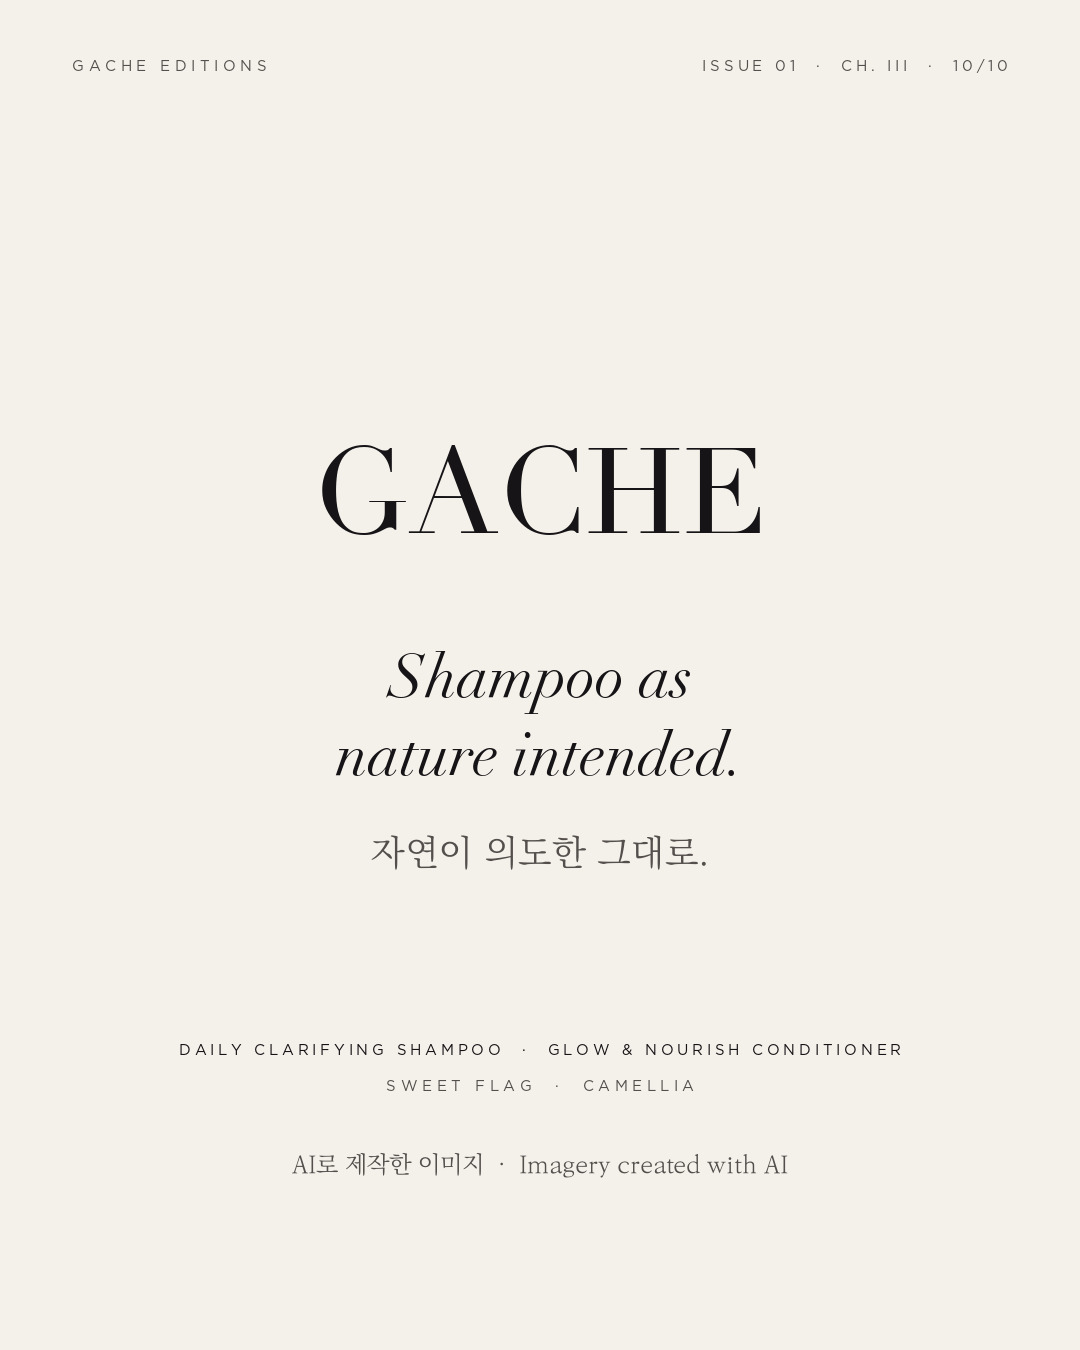 GACHE EDITIONS
ISSUE 01 · CH. III · 10/10
GACHE
Shampoo as
nature intended.
자연이 의도한 그대로.
DAILY CLARIFYING SHAMPOO · GLOW & NOURISH CONDITIONER
SWEET FLAG · CAMELLIA
AI로 제작한 이미지 · Imagery created with AI